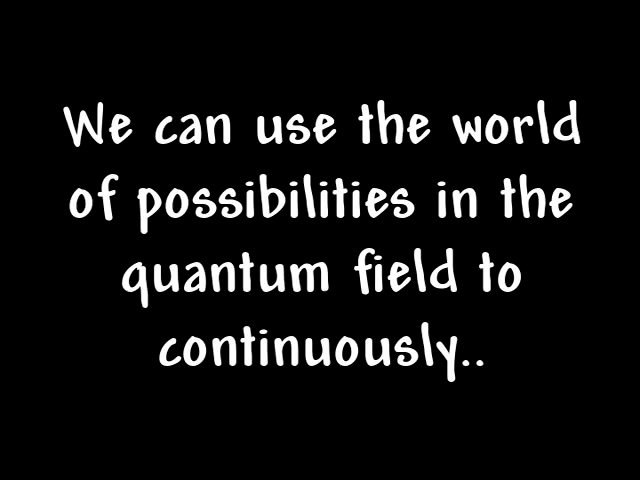 We can use the world
of possibilities in the
quantum field to
continuously..